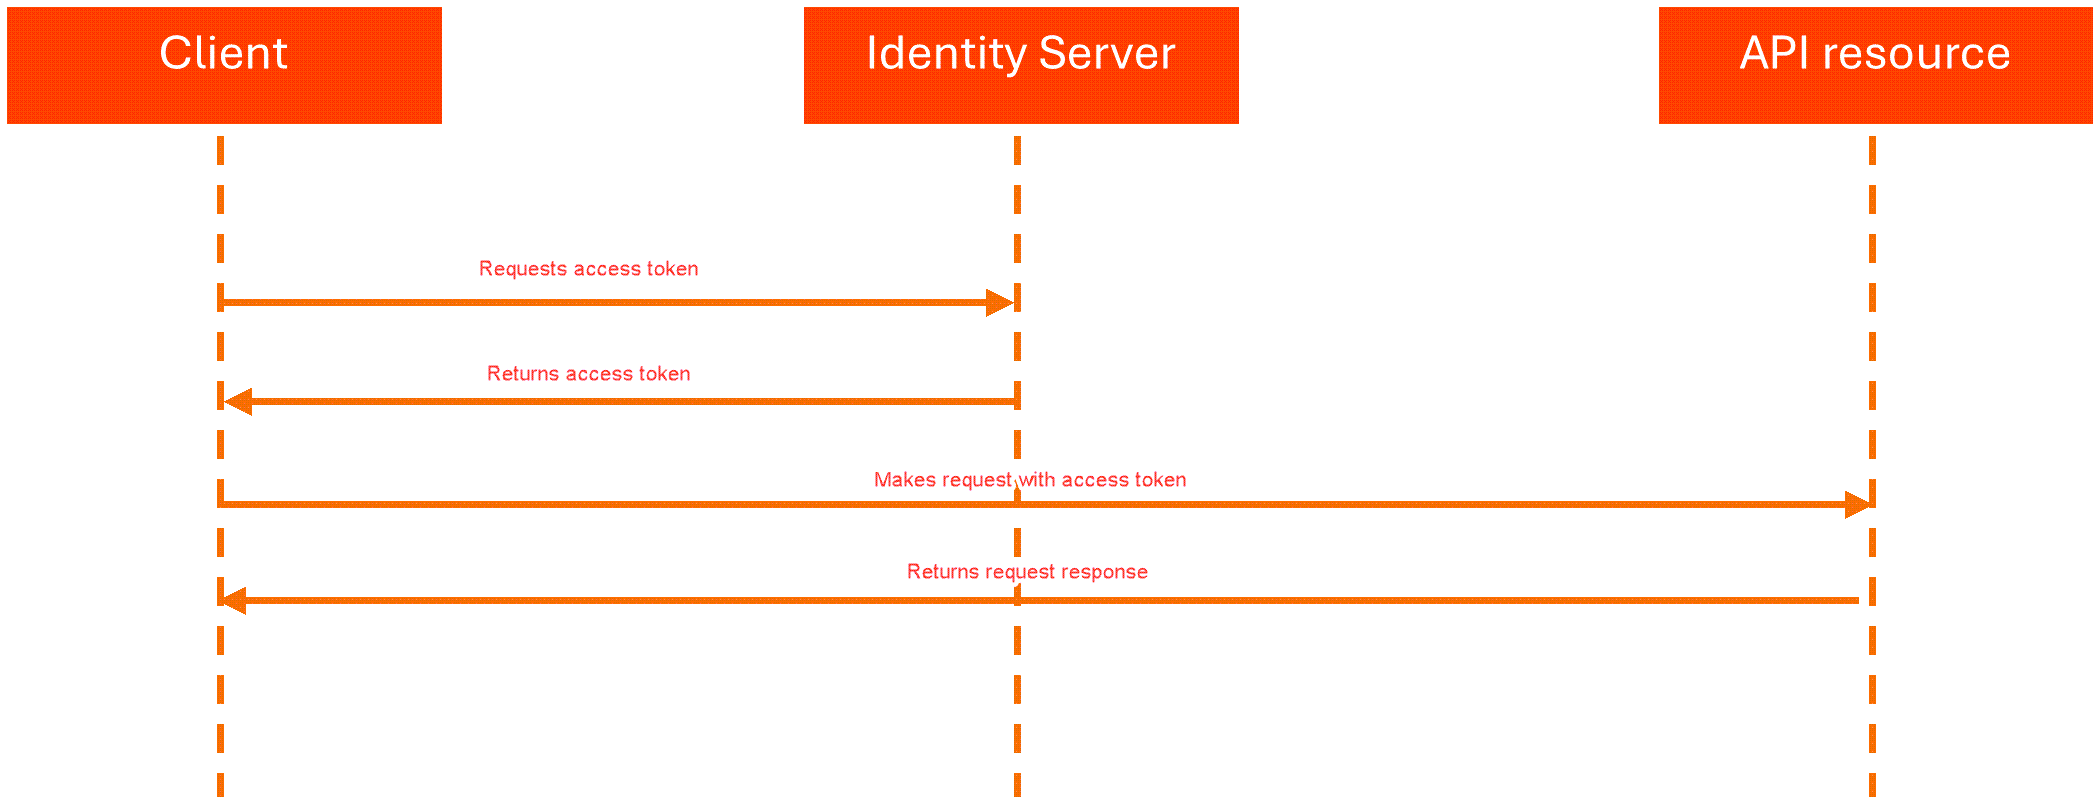 Client
Identity Server
API resource
Requests access token
Returns access token
Makes request with access token
Returns request response